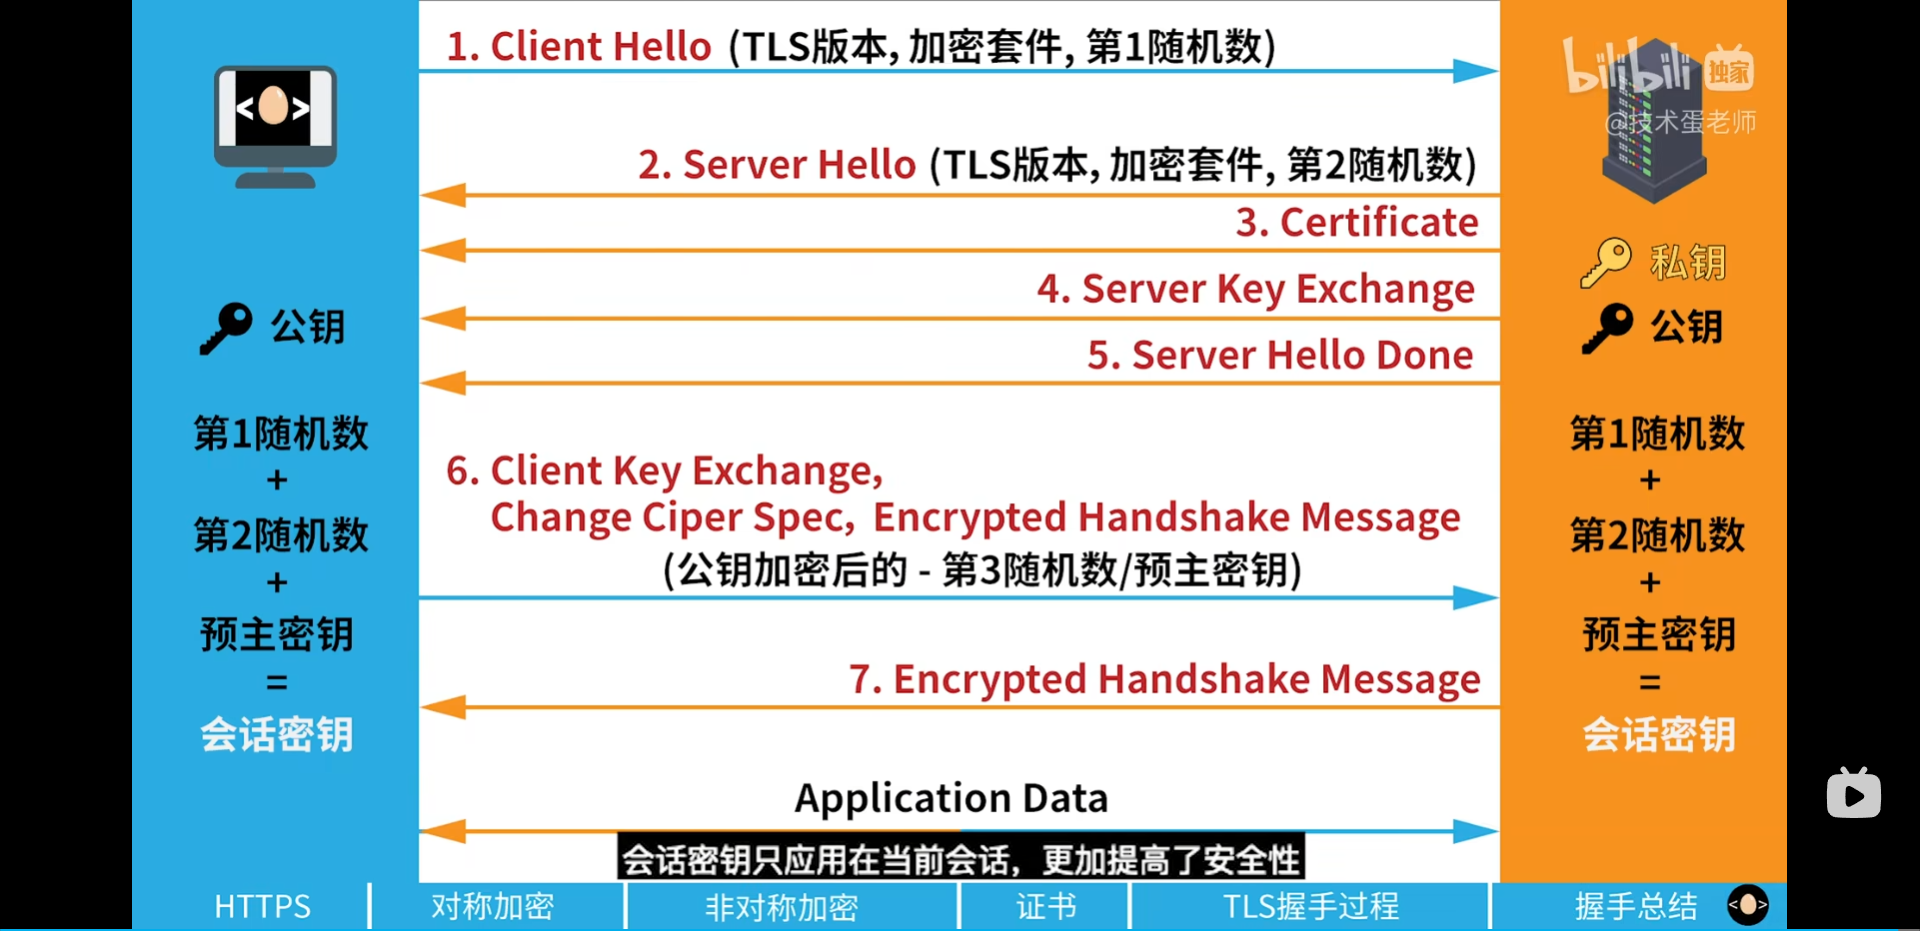 1. Client Hello (TLS版本, 加密套件, 第1随机数)
bilibili 独家
@技术蛋老师
< >
2. Server Hello (TLS版本, 加密套件, 第2随机数)
3. Certificate
私钥
4. Server Key Exchange
公钥
公钥
5. Server Hello Done
第1随机数
+
第2随机数
+
预主密钥
=
会话密钥
6. Client Key Exchange,
Change Ciper Spec, Encrypted Handshake Message
(公钥加密后的 - 第3随机数/预主密钥)
7. Encrypted Handshake Message
第1随机数
+
第2随机数
+
预主密钥
=
会话密钥
Application Data
会话密钥只应用在当前会话，更加提高了安全性
HTTPS 对称加密 非对称加密 证书 TLS握手过程 握手总结 < >